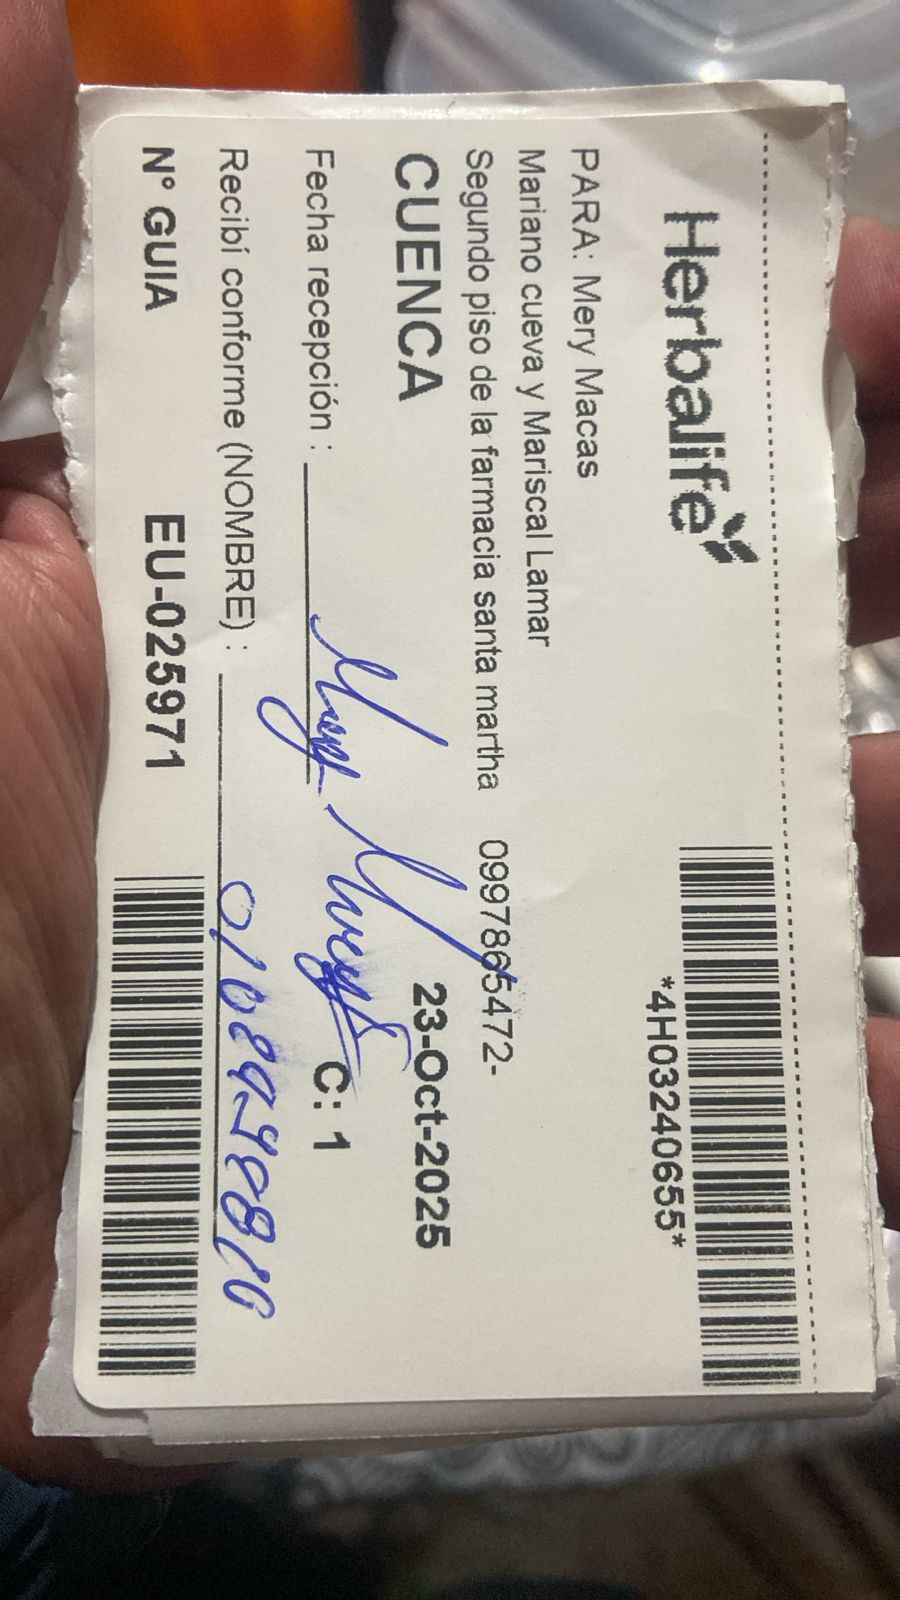 Herbalife
*4H03240655*
PARA: Mery Macas
Mariano cueva y Mariscal Lamar
Segundo piso de la farmacia santa martha 0997865472-
CUENCA 23-Oct-2025
Fecha recepción : C: 1
Recibí conforme (NOMBRE) :
N° GUIA EU-025971